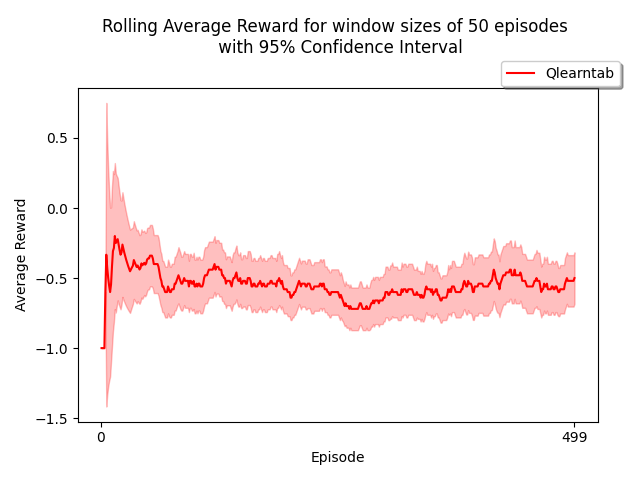 Rolling Average Reward for window sizes of 50 episodes
with 95% Confidence Interval
Qlearntab
0.5
0.0
−0.5
−1.0
−1.5
Average Reward
0
499
Episode